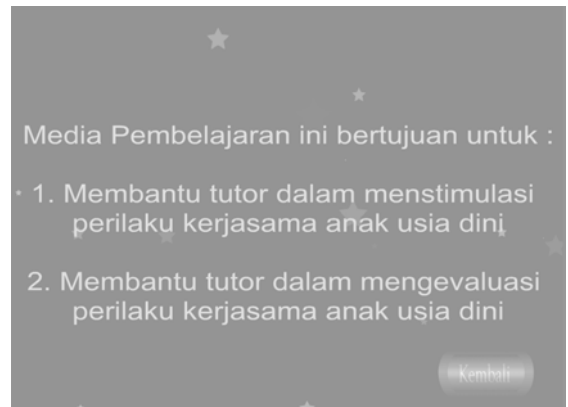 Media Pembelajaran ini bertujuan untuk :
1. Membantu tutor dalam menstimulasi
perilaku kerjasama anak usia dini
2. Membantu tutor dalam mengevaluasi
perilaku kerjasama anak usia dini
Kembali